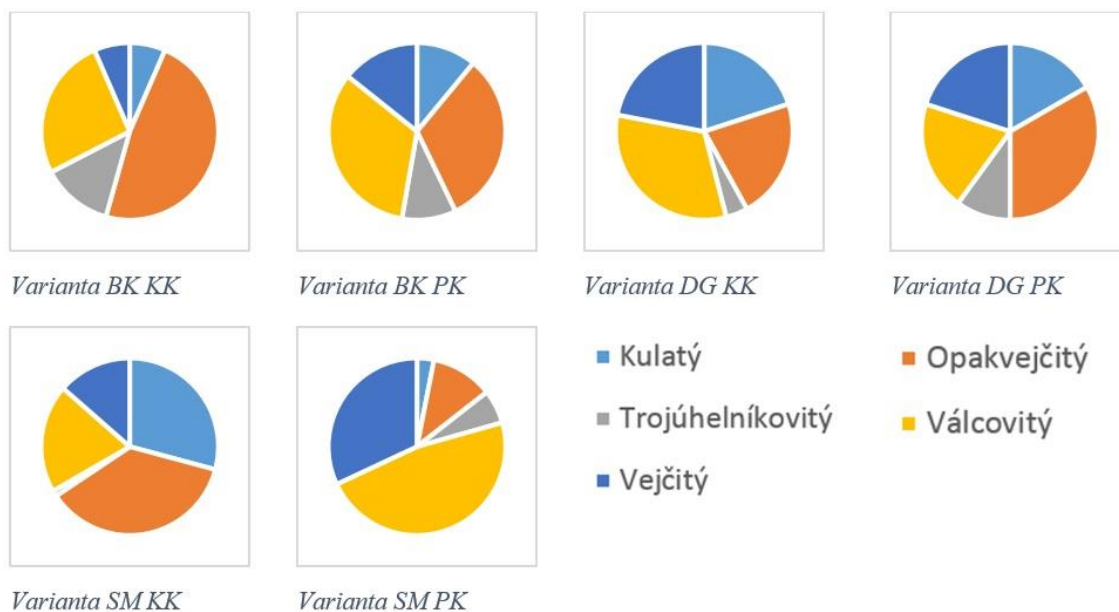 Varianta BK KK
Varianta BK PK
Varianta DG KK
Varianta DG PK
Kulatý
Opakvejčitý
Trojúhelníkovitý
Válcovitý
Vejčitý
Varianta SM KK
Varianta SM PK